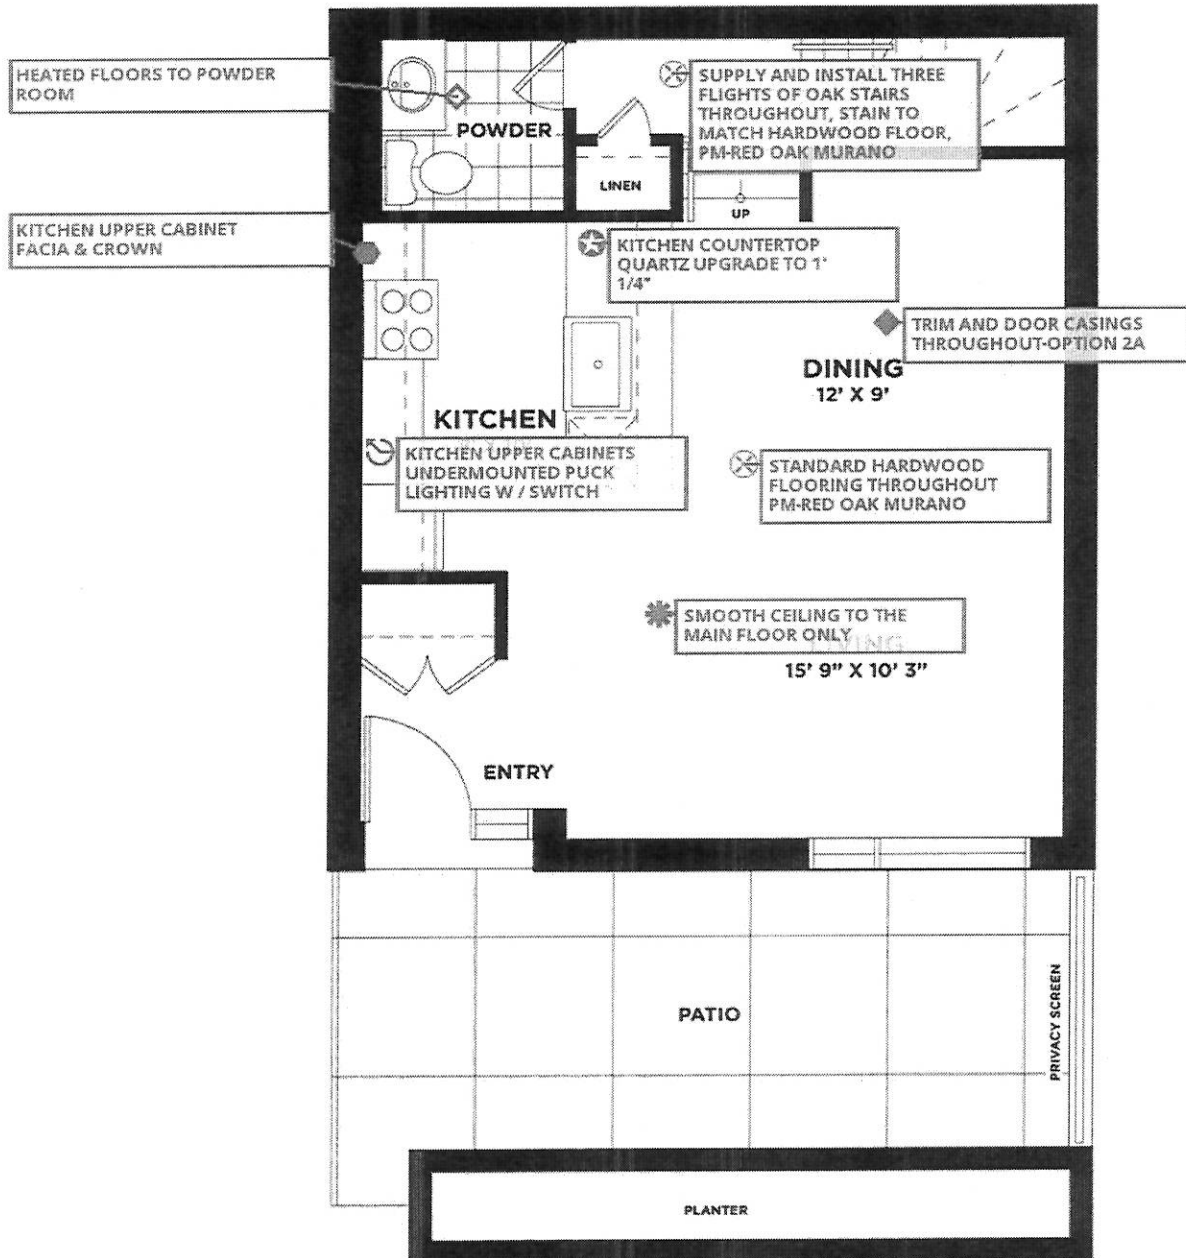 HEATED FLOORS TO POWDER
ROOM
POWDER
SUPPLY AND INSTALL THREE
FLIGHTS OF OAK STAIRS
THROUGHOUT, STAIN TO
MATCH HARDWOOD FLOOR,
PM-RED OAK MURANO
LINEN
UP
KITCHEN UPPER CABINET
FACIA & CROWN
KITCHEN COUNTERTOP
QUARTZ UPGRADE TO 1'
1/4"
TRIM AND DOOR CASINGS
THROUGHOUT-OPTION 2A
DINING
12' X 9'
KITCHEN
KITCHEN UPPER CABINETS
UNDERMOUNTED PUCK
LIGHTING W / SWITCH
STANDARD HARDWOOD
FLOORING THROUGHOUT
PM-RED OAK MURANO
SMOOTH CEILING TO THE
MAIN FLOOR ONLY
LIVING
15' 9" X 10' 3"
ENTRY
PATIO
PRIVACY SCREEN
PLANTER